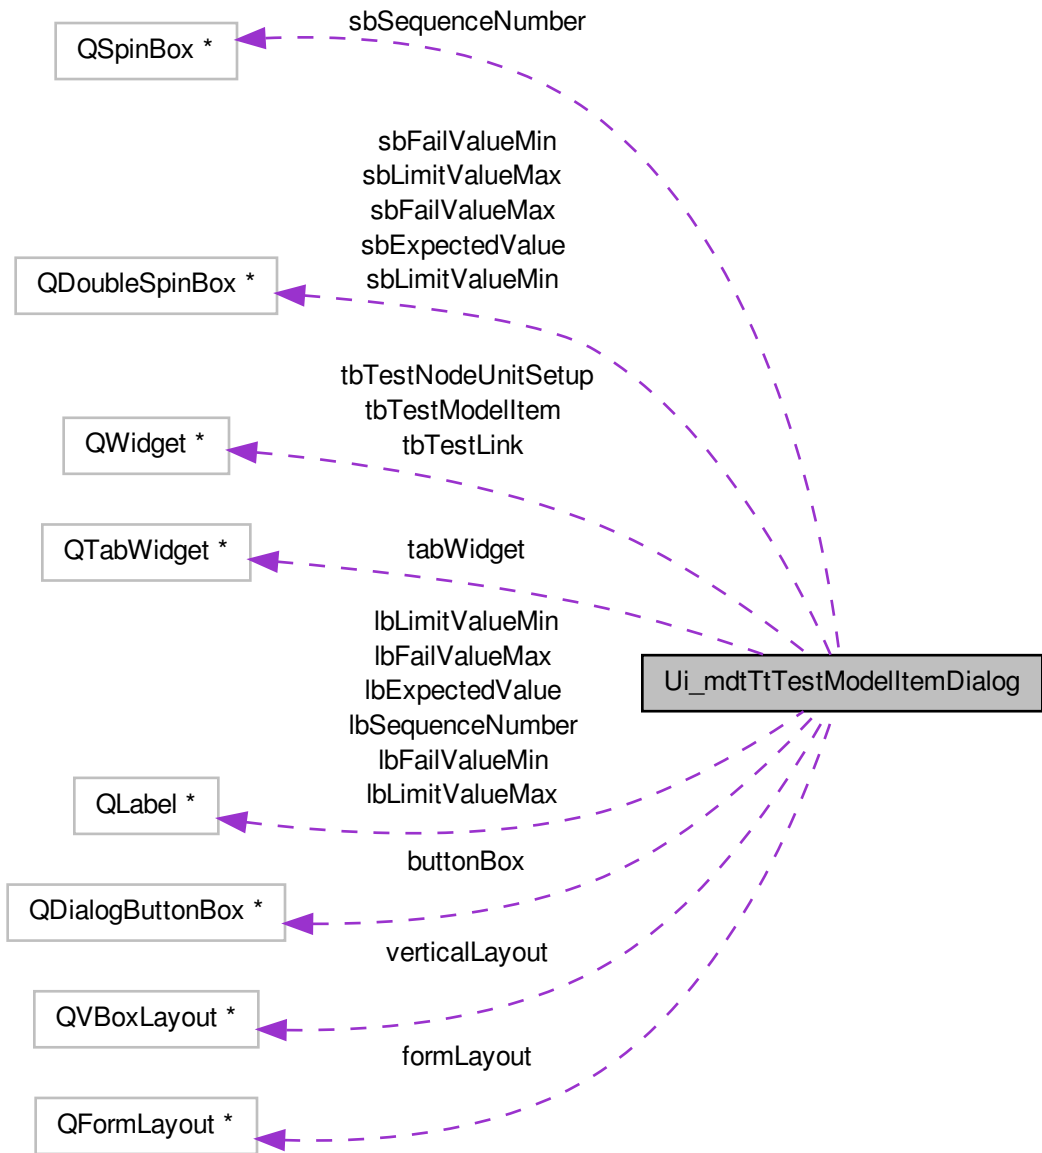 sbSequenceNumber
QSpinBox *
sbFailValueMin
sbLimitValueMax
sbFailValueMax
sbExpectedValue
sbLimitValueMin
QDoubleSpinBox *
tbTestNodeUnitSetup
tbTestModelItem
tbTestLink
QWidget *
tabWidget
QTabWidget *
lbLimitValueMin
lbFailValueMax
lbExpectedValue
lbSequenceNumber
lbFailValueMin
lbLimitValueMax
Ui_mdtTtTestModelItemDialog
QLabel *
buttonBox
QDialogButtonBox *
verticalLayout
QVBoxLayout *
formLayout
QFormLayout *